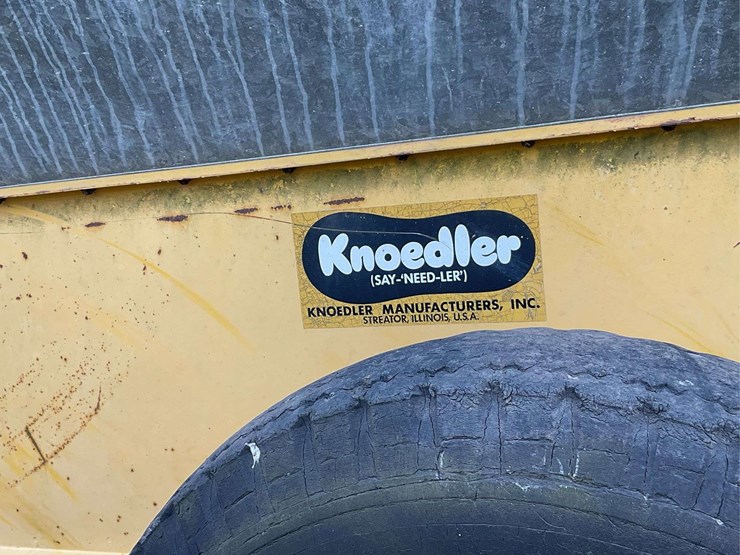 Knoedler
(SAY-'NEED-LER')
KNOEDLER MANUFACTURERS, INC.
STREATOR, ILLINOIS, U.S.A.